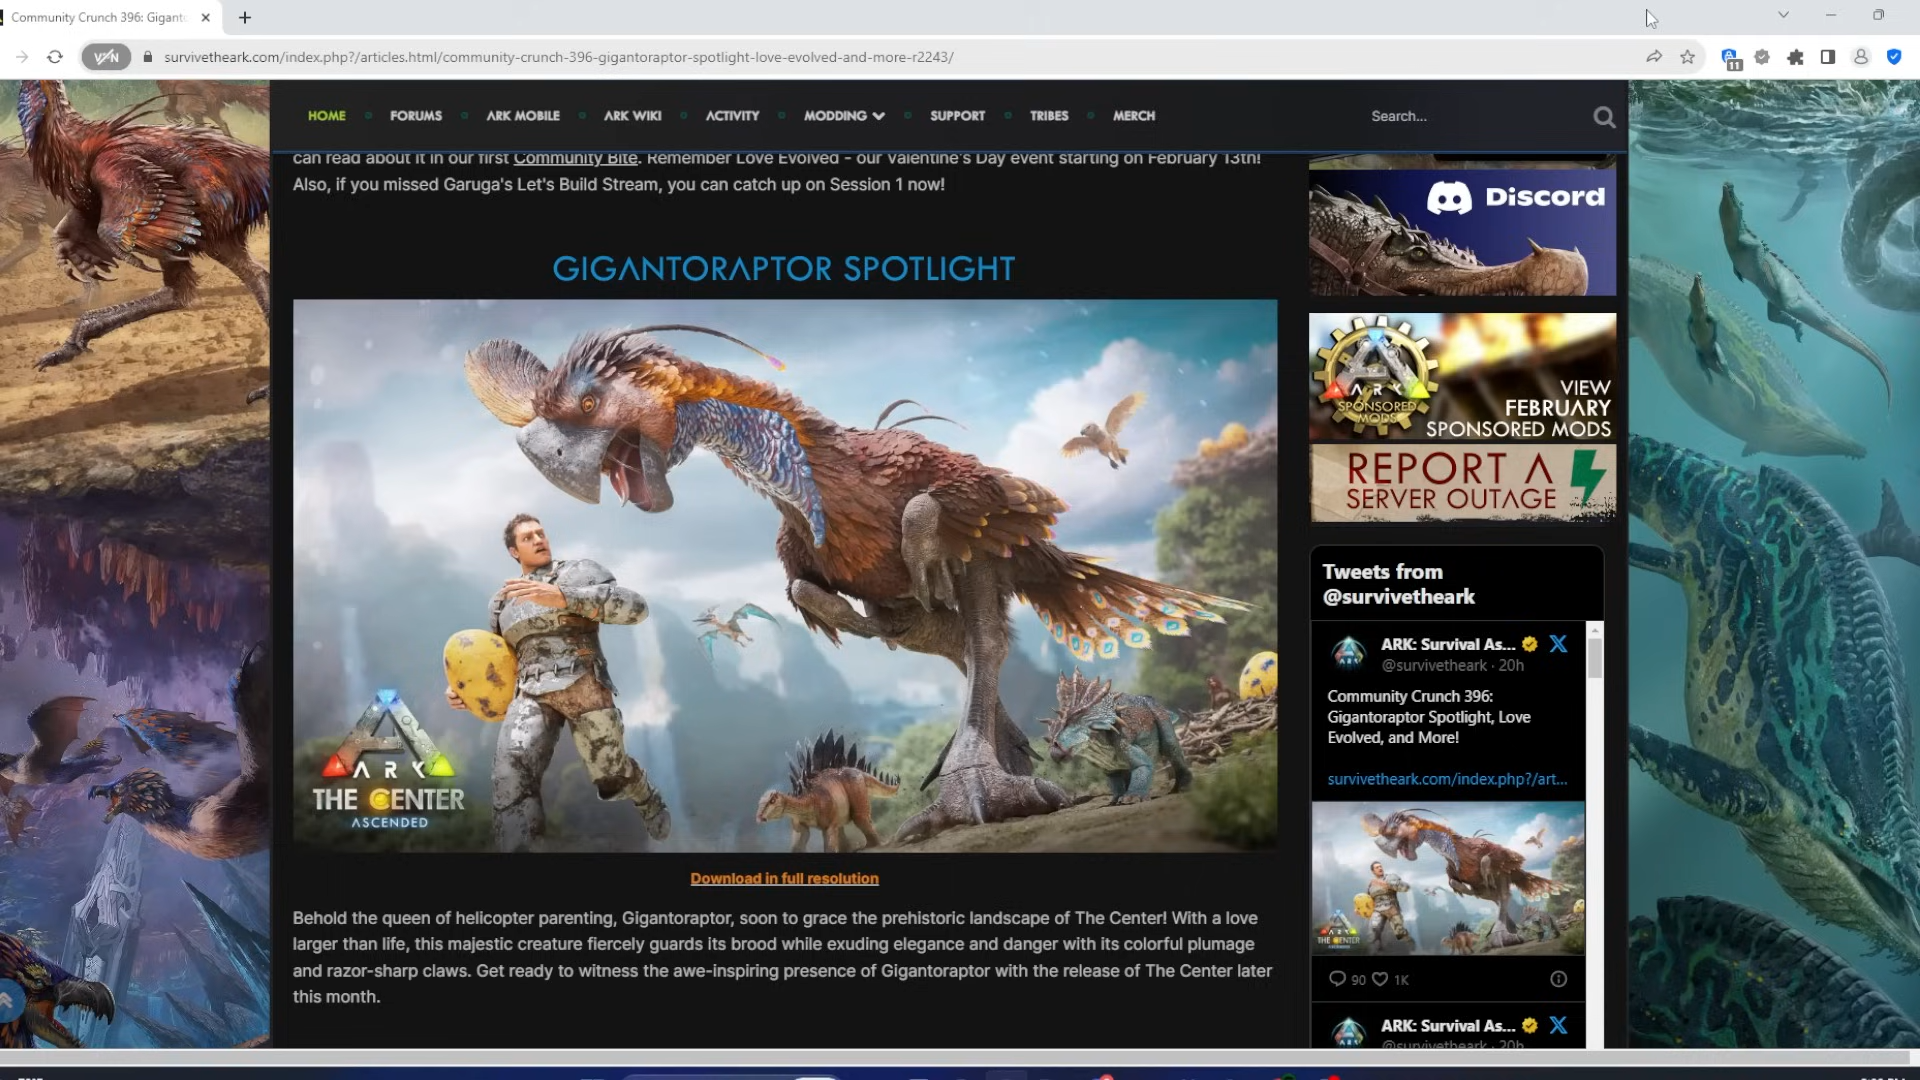 Community Crunch 396: Giganto
VPN
survivetheark.com/index.php?/articles.html/community-crunch-396-gigantoraptor-spotlight-love-evolved-and-more-r2243/
11
HOME
FORUMS
ARK MOBILE
ARK WIKI
ACTIVITY
MODDING
SUPPORT
TRIBES
MERCH
Search...
can read about it in our first Community Bite. Remember Love Evolved - our Valentine's Day event starting on February 13th!
Also, if you missed Garuga's Let's Build Stream, you can catch up on Session 1 now!
GIGANTORAPTOR SPOTLIGHT
ARK
THE CENTER
ASCENDED
Download in full resolution
Behold the queen of helicopter parenting, Gigantoraptor, soon to grace the prehistoric landscape of The Center! With a love
larger than life, this majestic creature fiercely guards its brood while exuding elegance and danger with its colorful plumage
and razor-sharp claws. Get ready to witness the awe-inspiring presence of Gigantoraptor with the release of The Center later
this month.
Discord
ARK
SPONSORED
MODS
VIEW
FEBRUARY
SPONSORED MODS
REPORT A
SERVER OUTAGE
Tweets from
@survivetheark
ARK: Survival As...
@survivetheark · 20h
Community Crunch 396:
Gigantoraptor Spotlight, Love
Evolved, and More!
survivetheark.com/index.php?/art...
ARK
THE CENTER
90
1K
ARK: Survival As...
@survivetheark · 20h